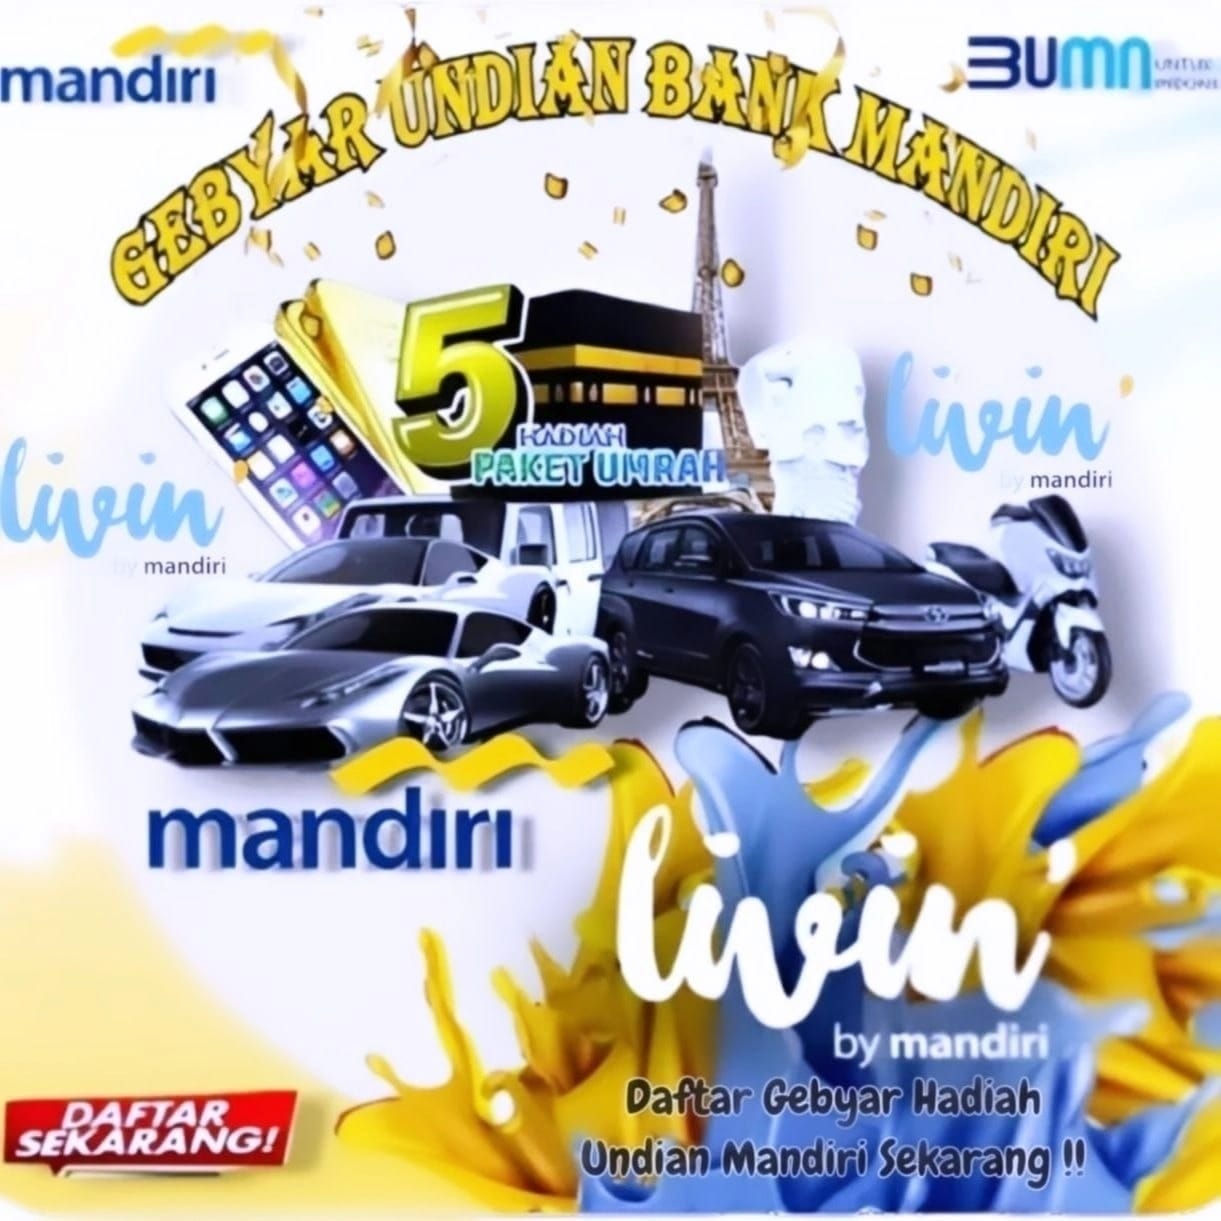 mandiri
BUMN
UNTUK
GEBYAR UNDIAN BANK MANDIRI
5
HADIAH
PAKET UMRAH
livin'
by mandiri
livin'
by mandiri
mandiri
livin'
by mandiri
DAFTAR
SEKARANG!
Daftar Gebyar Hadiah
Undian Mandiri Sekarang !!